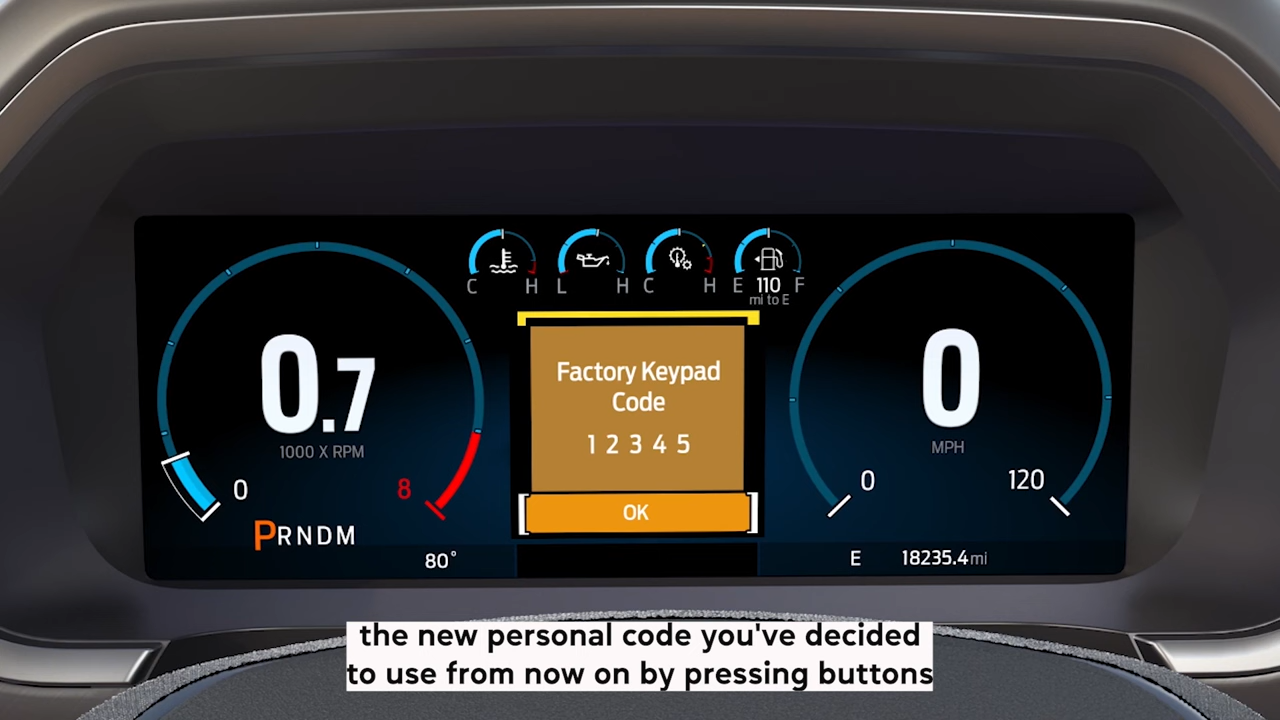 C H L H C H E 110 F
mi to E
Factory Keypad
Code
1 2 3 4 5
OK
0.7
1000 X RPM
0 8
PRNDM
80°
0
MPH
0 120
E 18235.4mi
the new personal code you've decided
to use from now on by pressing buttons